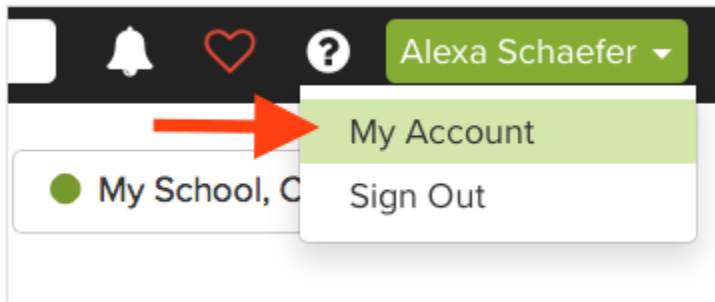 ?
Alexa Schaefer
My Account
My School, C
Sign Out